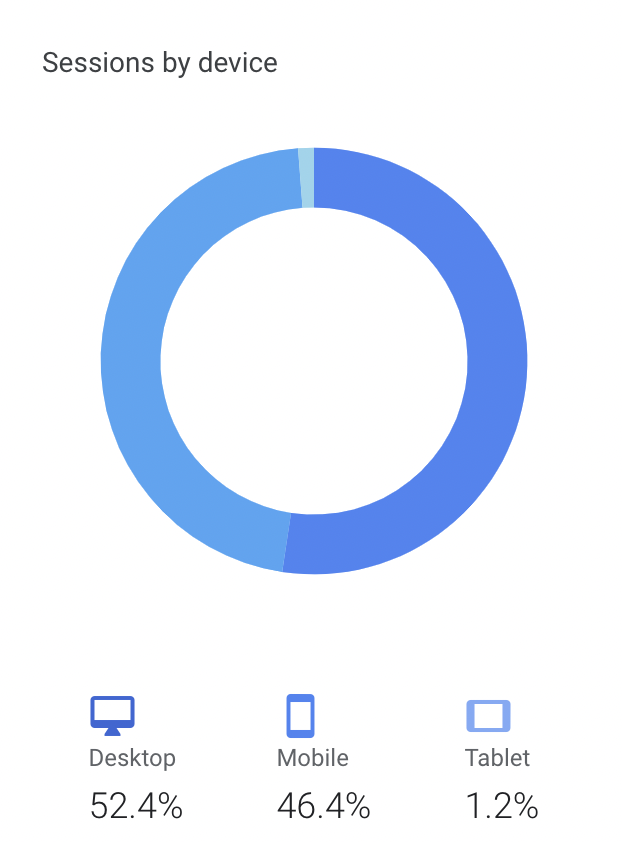 Sessions by device
Desktop Mobile Tablet
52.4% 46.4% 1.2%